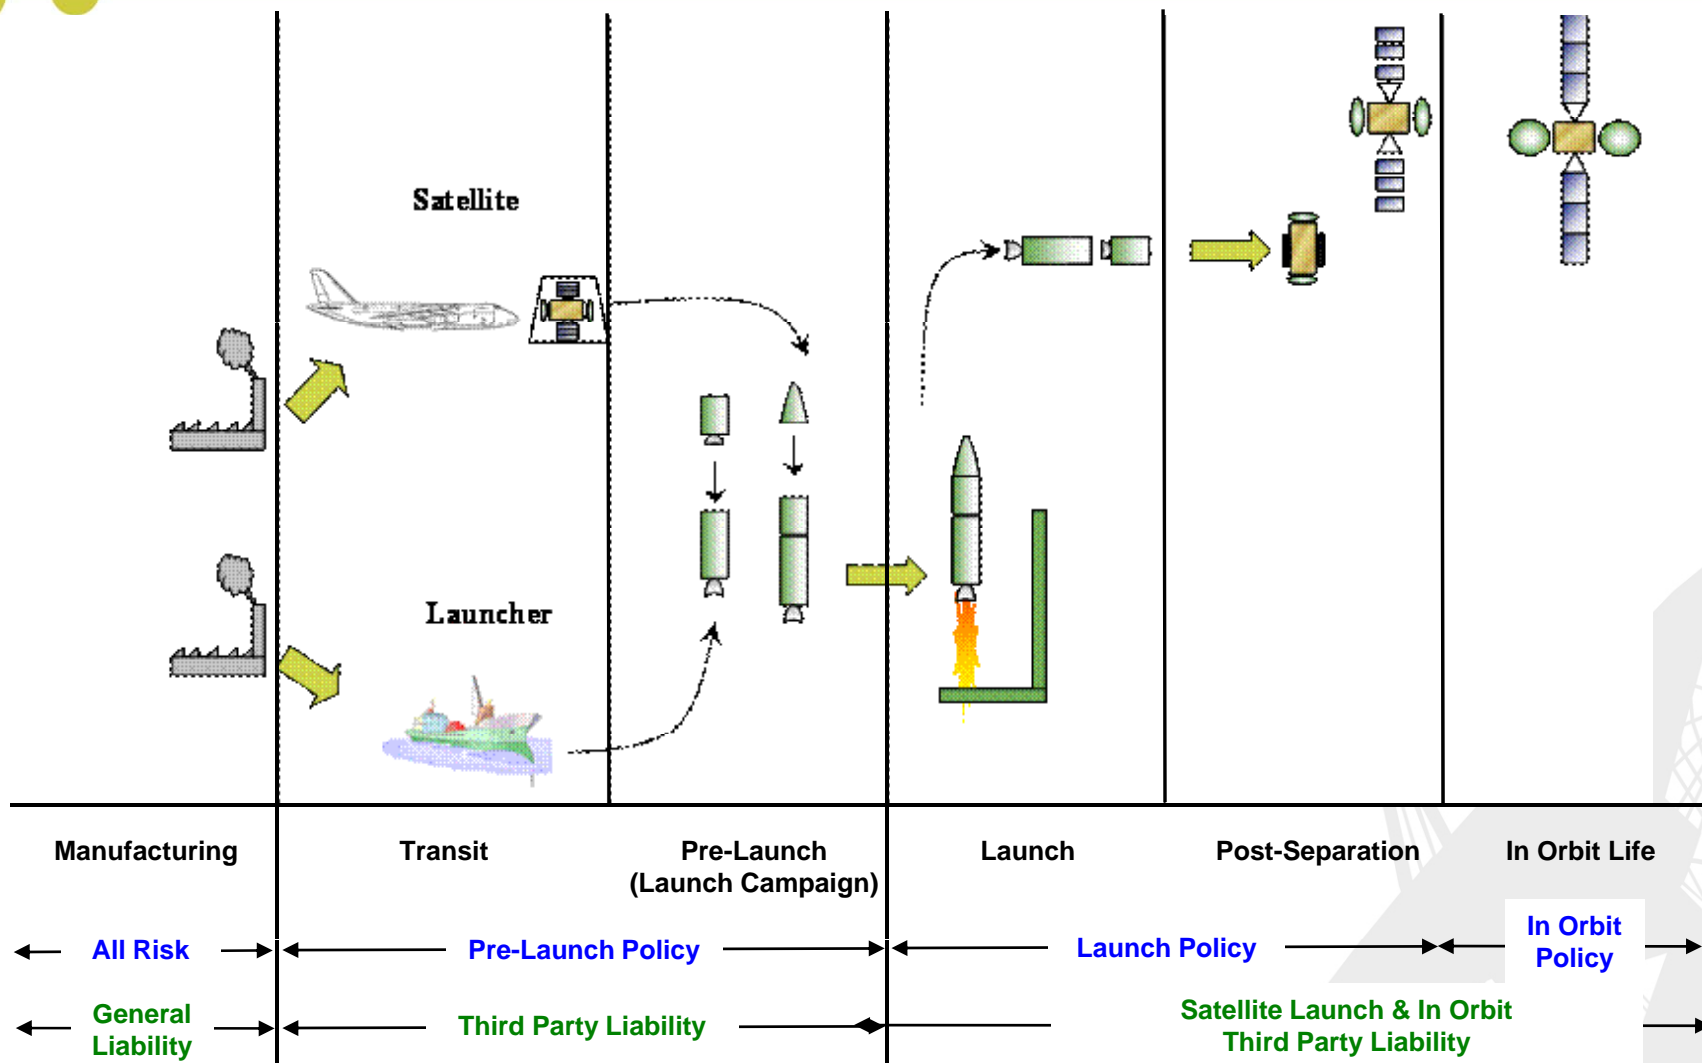 Satellite
Launcher
Manufacturing
Transit
Pre-Launch
(Launch Campaign)
Launch
Post-Separation
In Orbit Life
All Risk
Pre-Launch Policy
Launch Policy
In Orbit
Policy
General
Liability
Third Party Liability
Satellite Launch & In Orbit
Third Party Liability